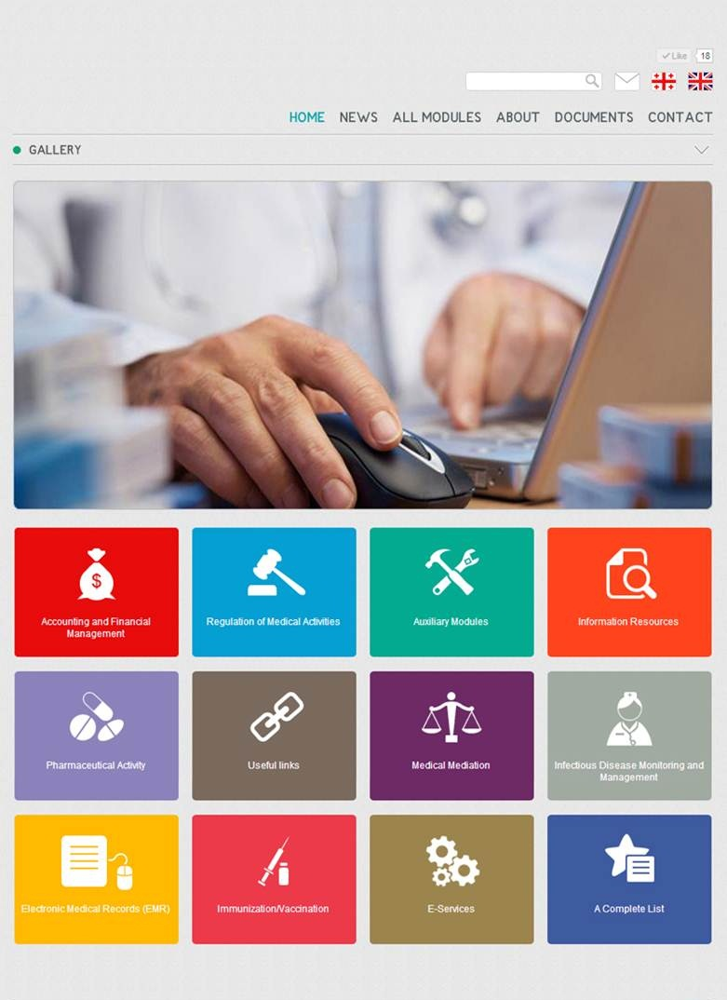 Like 18
HOME NEWS ALL MODULES ABOUT DOCUMENTS CONTACT
GALLERY
$
Accounting and Financial
Management
Regulation of Medical Activities
Auxiliary Modules
Information Resources
Pharmaceutical Activity
Useful links
Medical Mediation
Infectious Disease Monitoring and
Management
Electronic Medical Records (EMR)
Immunization/Vaccination
E-Services
A Complete List